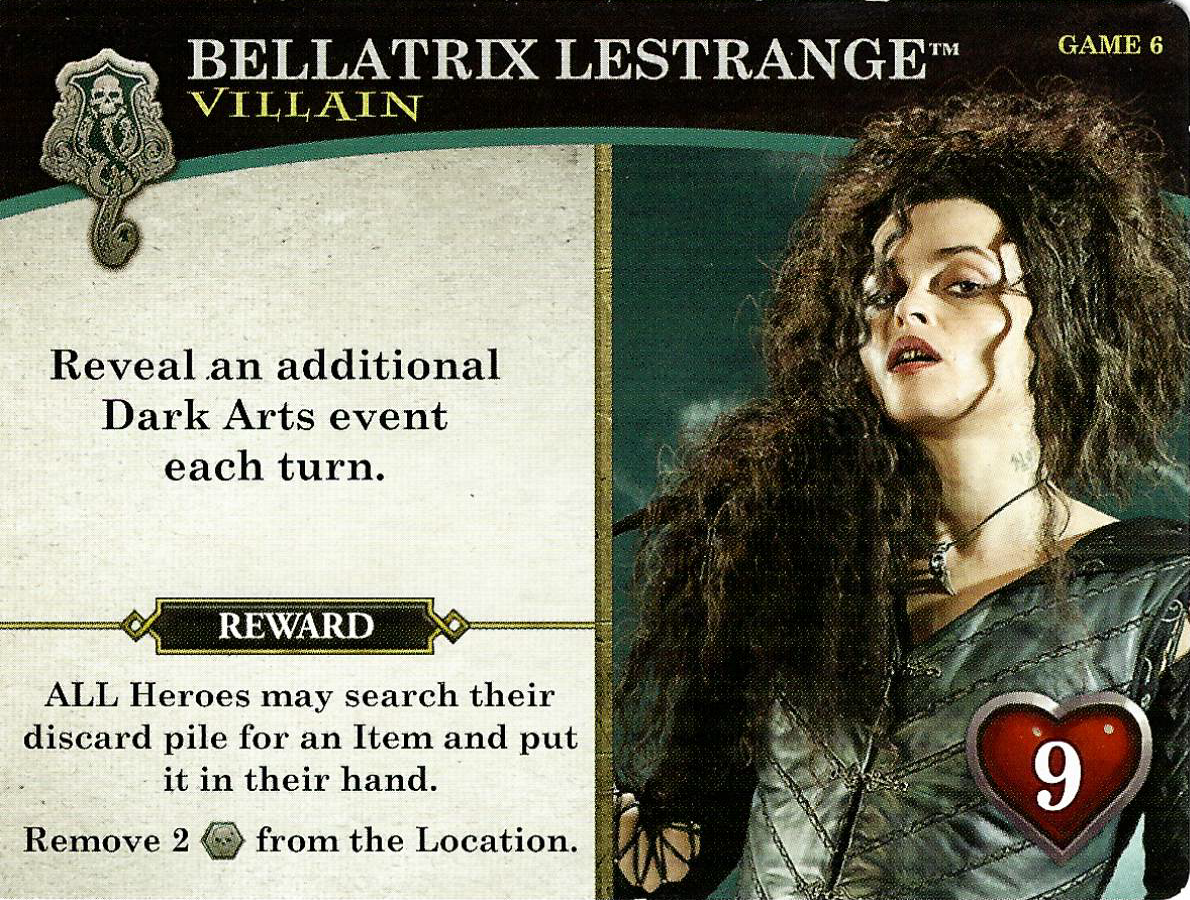 BELLATRIX LESTRANGE™
GAME 6
VILLAIN
Reveal an additional
Dark Arts event
each turn.
REWARD
ALL Heroes may search their
discard pile for an Item and put
it in their hand.
Remove 2 from the Location.
9